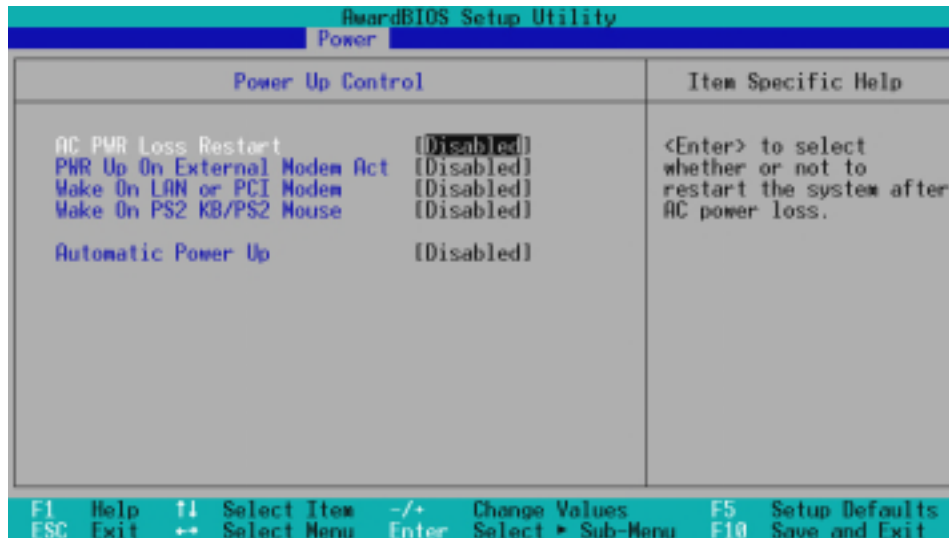 AwardBIOS Setup Utility
Power
Power Up Control
Item Specific Help
AC PWR Loss Restart [Disabled]
PWR Up On External Modem Act [Disabled]
Wake On LAN or PCI Modem [Disabled]
Wake On PS2 KB/PS2 Mouse [Disabled]
Automatic Power Up [Disabled]
<Enter> to select
whether or not to
restart the system after
AC power loss.
F1 Help ↑↓ Select Item -/+ Change Values F5 Setup Defaults
ESC Exit ←→ Select Menu Enter Select ► Sub-Menu F10 Save and Exit